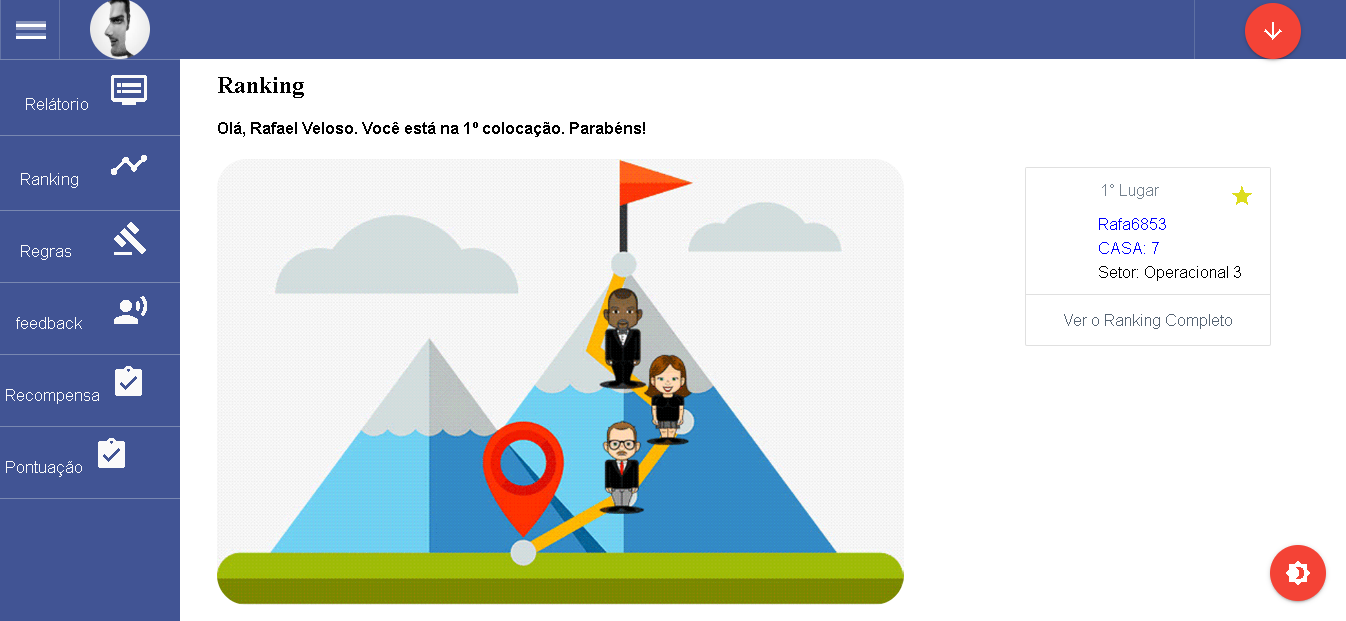 Relátorio
Ranking
Regras
feedback
Recompensa
Pontuação
Ranking
Olá, Rafael Veloso. Você está na 1º colocação. Parabéns!
1° Lugar
Rafa6853
CASA: 7
Setor: Operacional 3
Ver o Ranking Completo